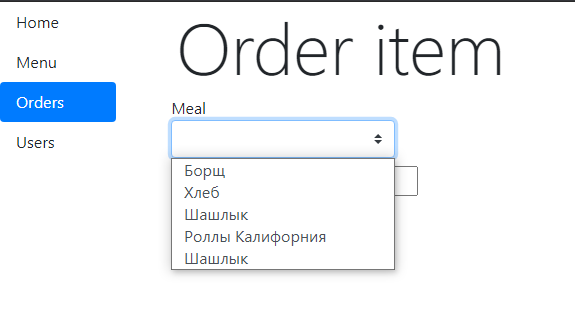 Home
Menu
Orders
Users
Order item
Meal
Борщ
Хлеб
Шашлык
Роллы Калифорния
Шашлык